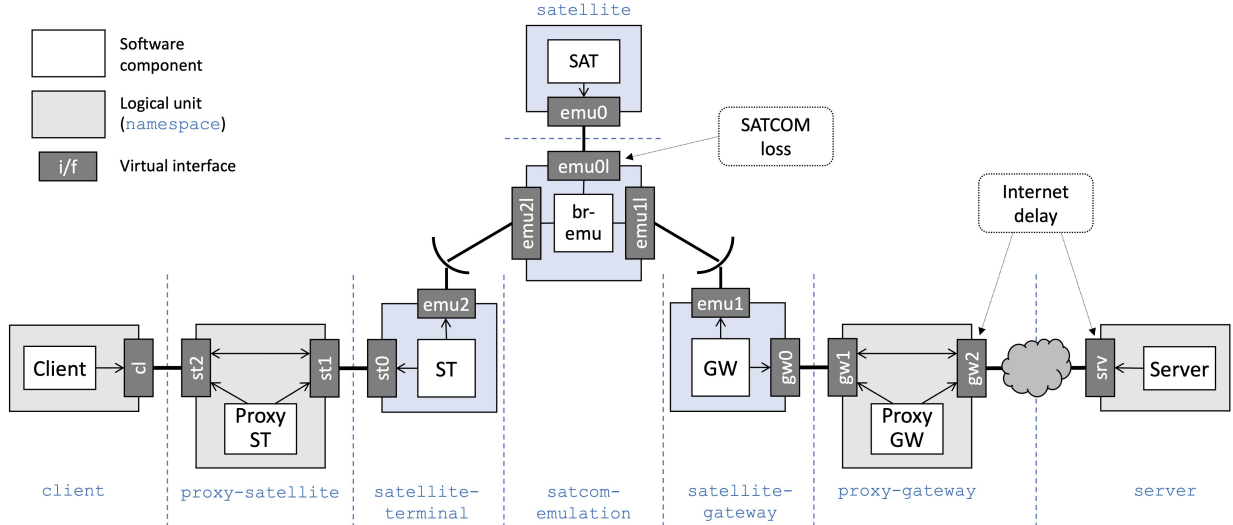 satellite
Software
component
Logical unit
(namespace)
i/f
Virtual interface
SAT
emu0
SATCOM
loss
emu0l
emu2l
br-
emu
emu1l
Internet
delay
emu2
emu1
Client
cl
st2
st1
Proxy
ST
st0
ST
GW
gw0
gw1
gw2
Proxy
GW
srv
Server
client
proxy-satellite
satellite-
terminal
satcom-
emulation
satellite-
gateway
proxy-gateway
server